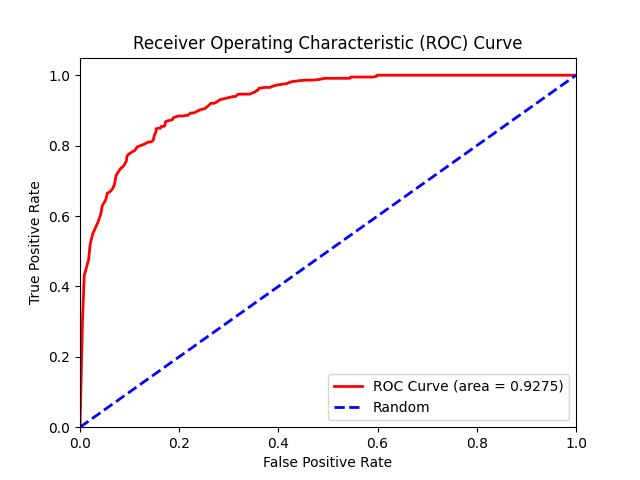 Receiver Operating Characteristic (ROC) Curve
1.0
0.8
0.6
0.4
0.2
0.0
True Positive Rate
ROC Curve (area = 0.9275)
Random
0.0 0.2 0.4 0.6 0.8 1.0
False Positive Rate